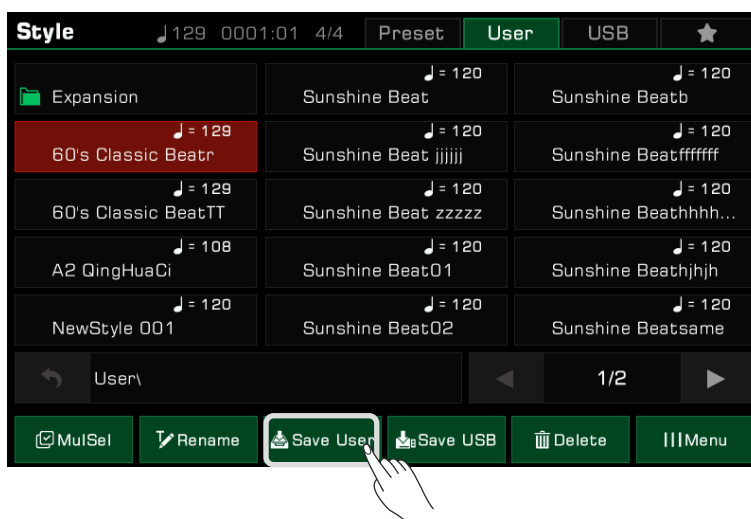 Style ♩129 0001:01 4/4 Preset User USB ★
Expansion
♩= 120
Sunshine Beat
♩= 120
Sunshine Beatb
♩= 129
60's Classic Beatr
♩= 120
Sunshine Beat jjjjjj
♩= 120
Sunshine Beatfffffff
♩= 129
60's Classic BeatTT
♩= 120
Sunshine Beat zzzzz
♩= 120
Sunshine Beathhhh...
♩= 108
A2 QingHuaCi
♩= 120
Sunshine Beat01
♩= 120
Sunshine Beathjhjh
♩= 120
NewStyle 001
♩= 120
Sunshine Beat02
♩= 120
Sunshine Beatsame
User\ 1/2
MulSel Rename Save User Save USB Delete Menu